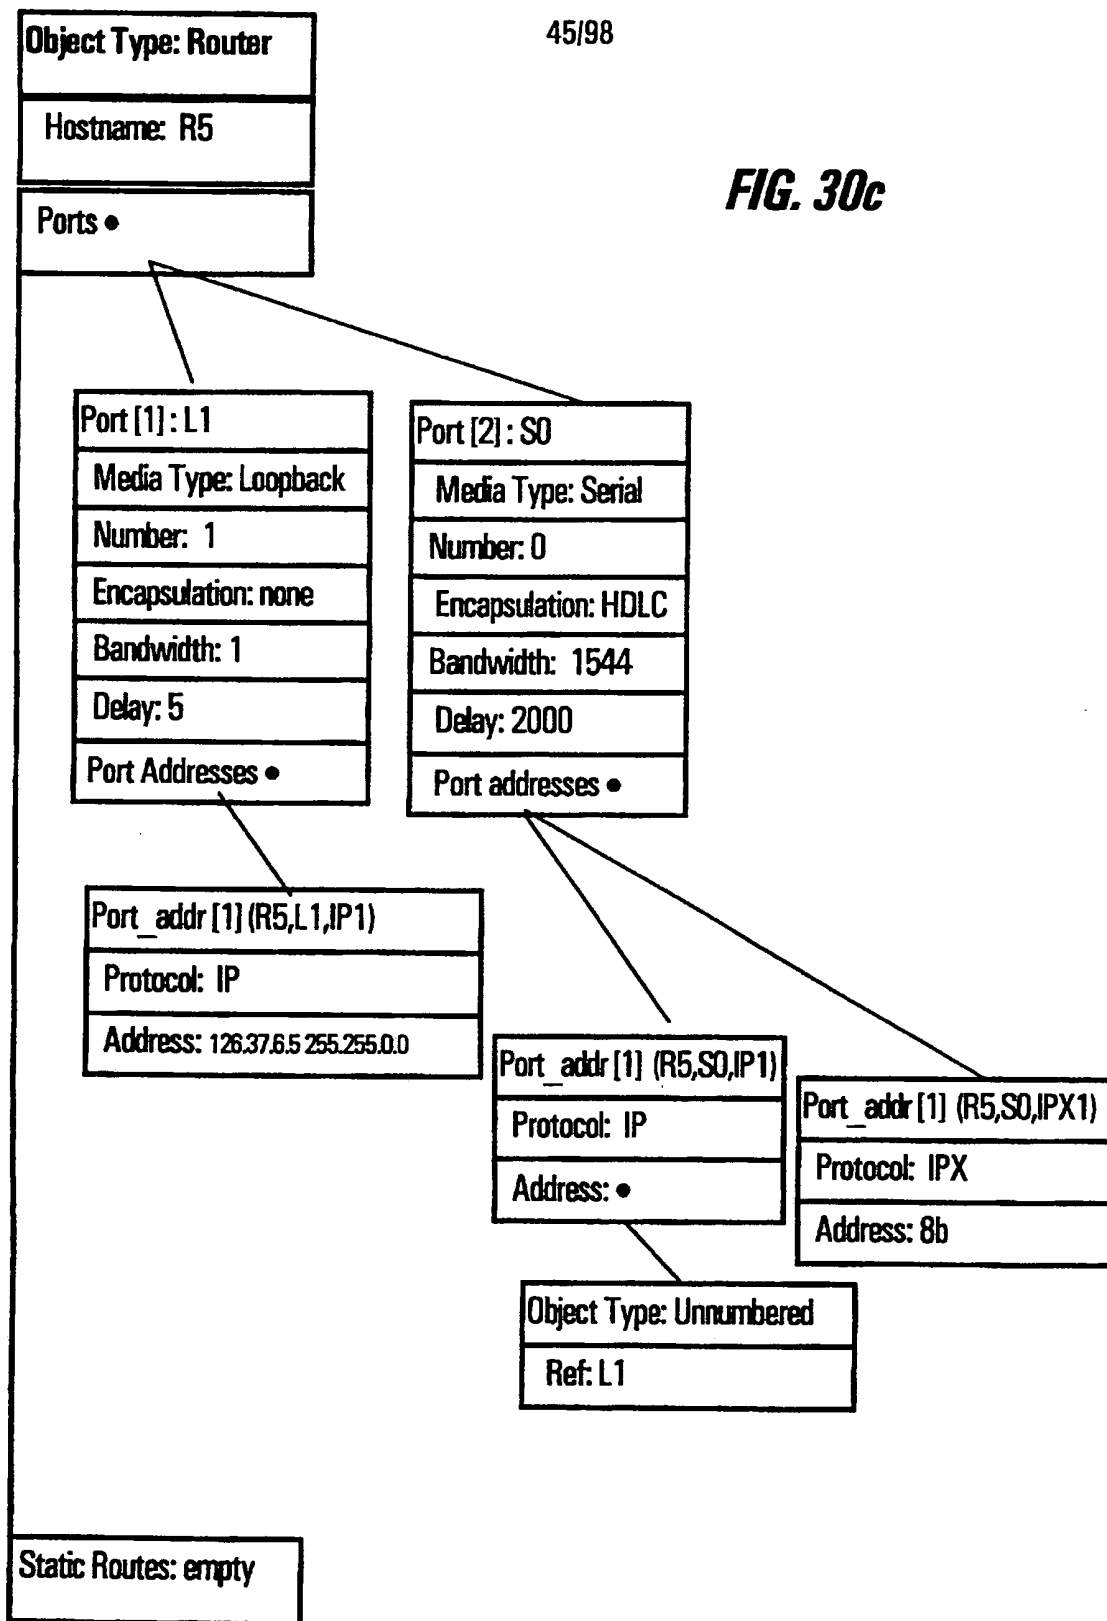 45/98
Object Type: Router
Hostname: R5
FIG. 30c
Ports •
Port [1] : L1
Media Type: Loopback
Number: 1
Encapsulation: none
Bandwidth: 1
Delay: 5
Port Addresses •
Port [2] : S0
Media Type: Serial
Number: 0
Encapsulation: HDLC
Bandwidth: 1544
Delay: 2000
Port addresses •
Port_addr [1] (R5,L1,IP1)
Protocol: IP
Address: 126.37.6.5 255.255.0.0
Port_addr [1] (R5,S0,IP1)
Protocol: IP
Address: •
Port_addr [1] (R5,S0,IPX1)
Protocol: IPX
Address: 8b
Object Type: Unnumbered
Ref: L1
Static Routes: empty